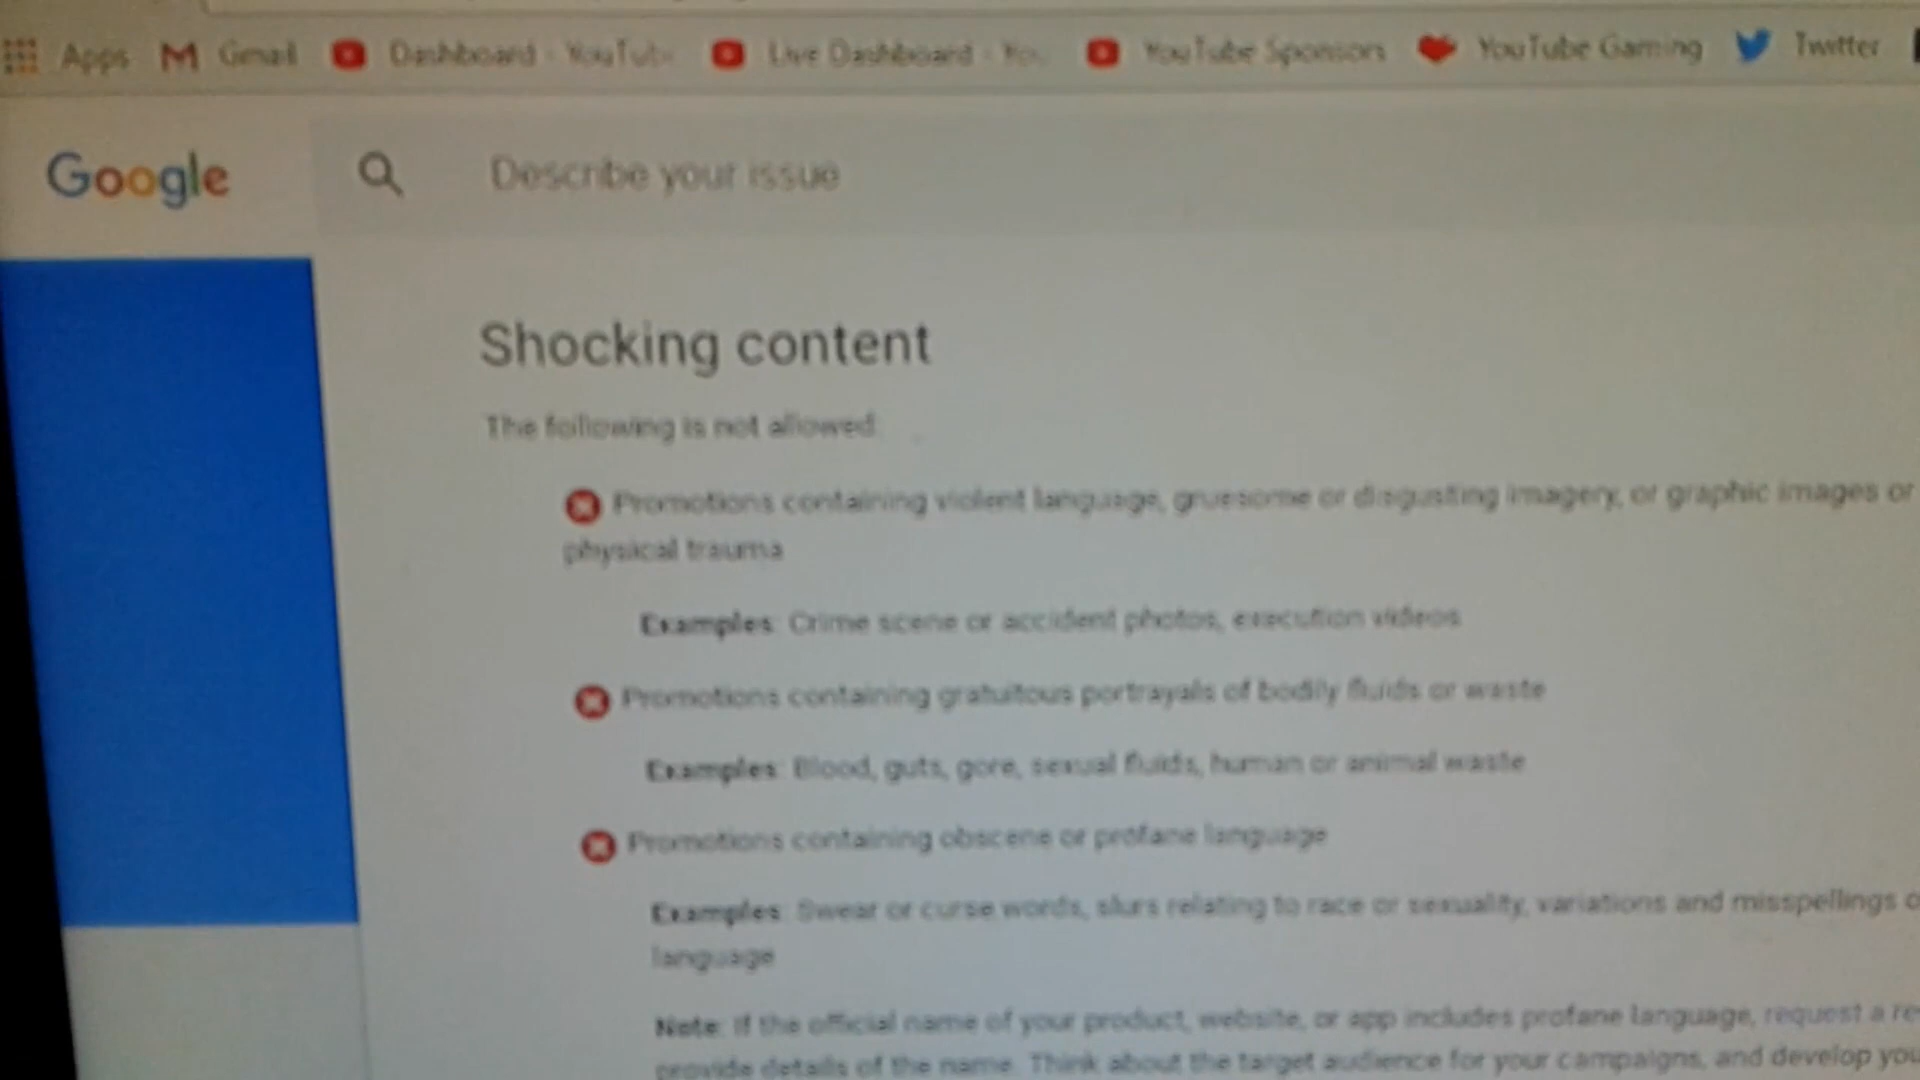 Apps Gmail Dashboard - YouTube Live Dashboard - You YouTube Sponsors YouTube Gaming Twitter
Google Describe your issue
Shocking content
The following is not allowed:
Promotions containing violent language, gruesome or disgusting imagery, or graphic images or
physical trauma
Examples: Crime scene or accident photos, execution videos
Promotions containing gratuitous portrayals of bodily fluids or waste
Examples: Blood, guts, gore, sexual fluids, human or animal waste
Promotions containing obscene or profane language
Examples: Swear or curse words, slurs relating to race or sexuality, variations and misspellings
language
Note: If the official name of your product, website, or app includes profane language, request a
provide details of the name. Think about the target audience for your campaigns, and develop